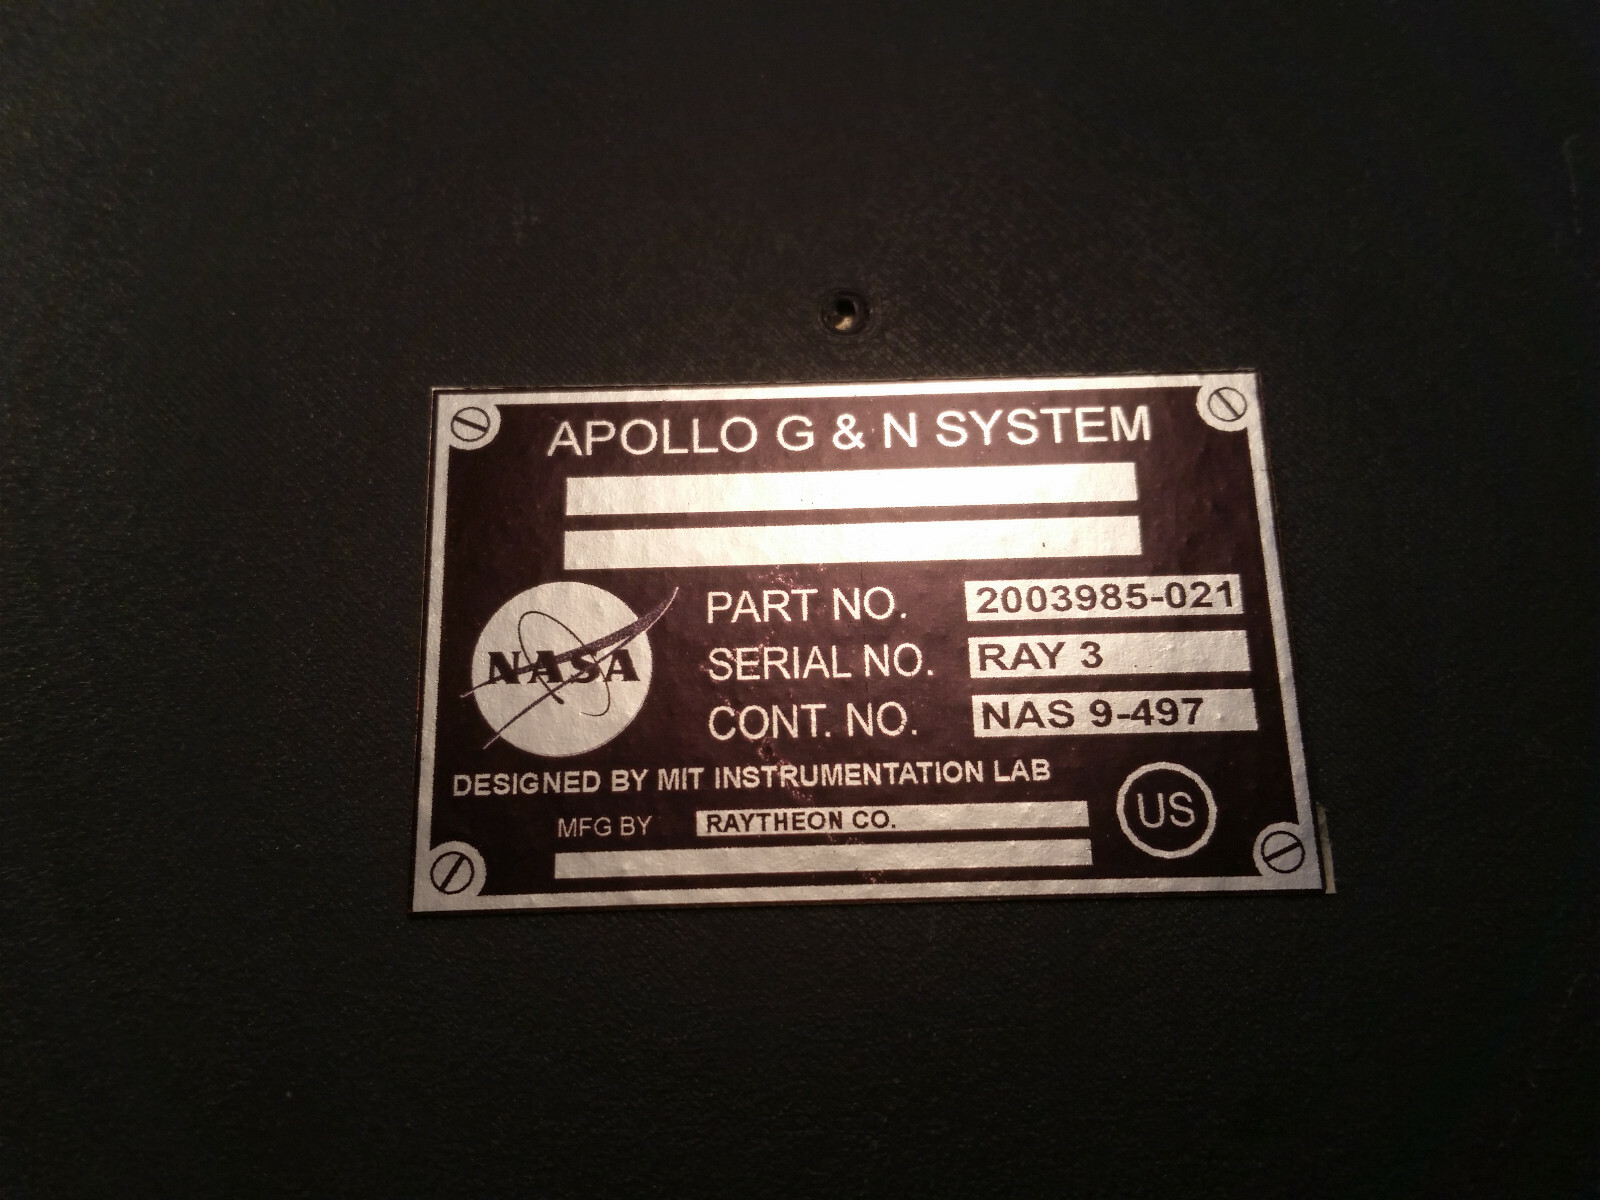 APOLLO G & N SYSTEM
NASA
PART NO. 2003985-021
SERIAL NO. RAY 3
CONT. NO. NAS 9-497
DESIGNED BY MIT INSTRUMENTATION LAB
MFG BY RAYTHEON CO.
US